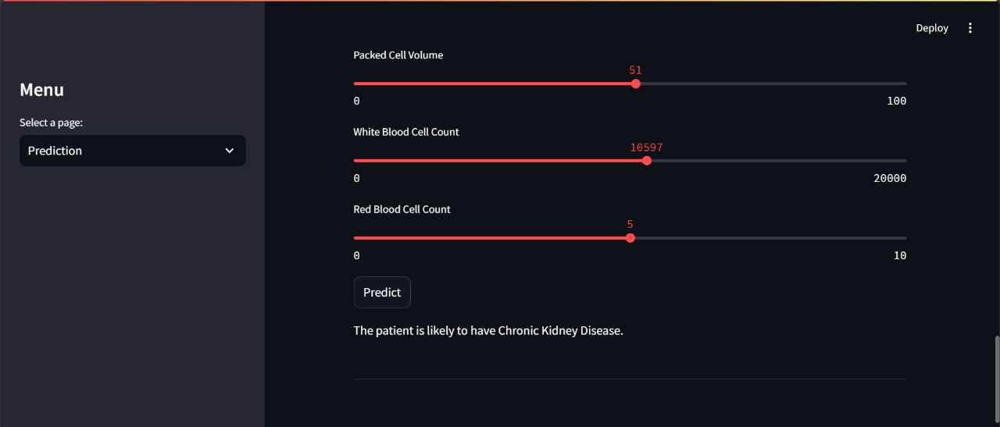 Deploy
Menu
Select a page:
Prediction
Packed Cell Volume
51
0 100
White Blood Cell Count
10597
0 20000
Red Blood Cell Count
5
0 10
Predict
The patient is likely to have Chronic Kidney Disease.